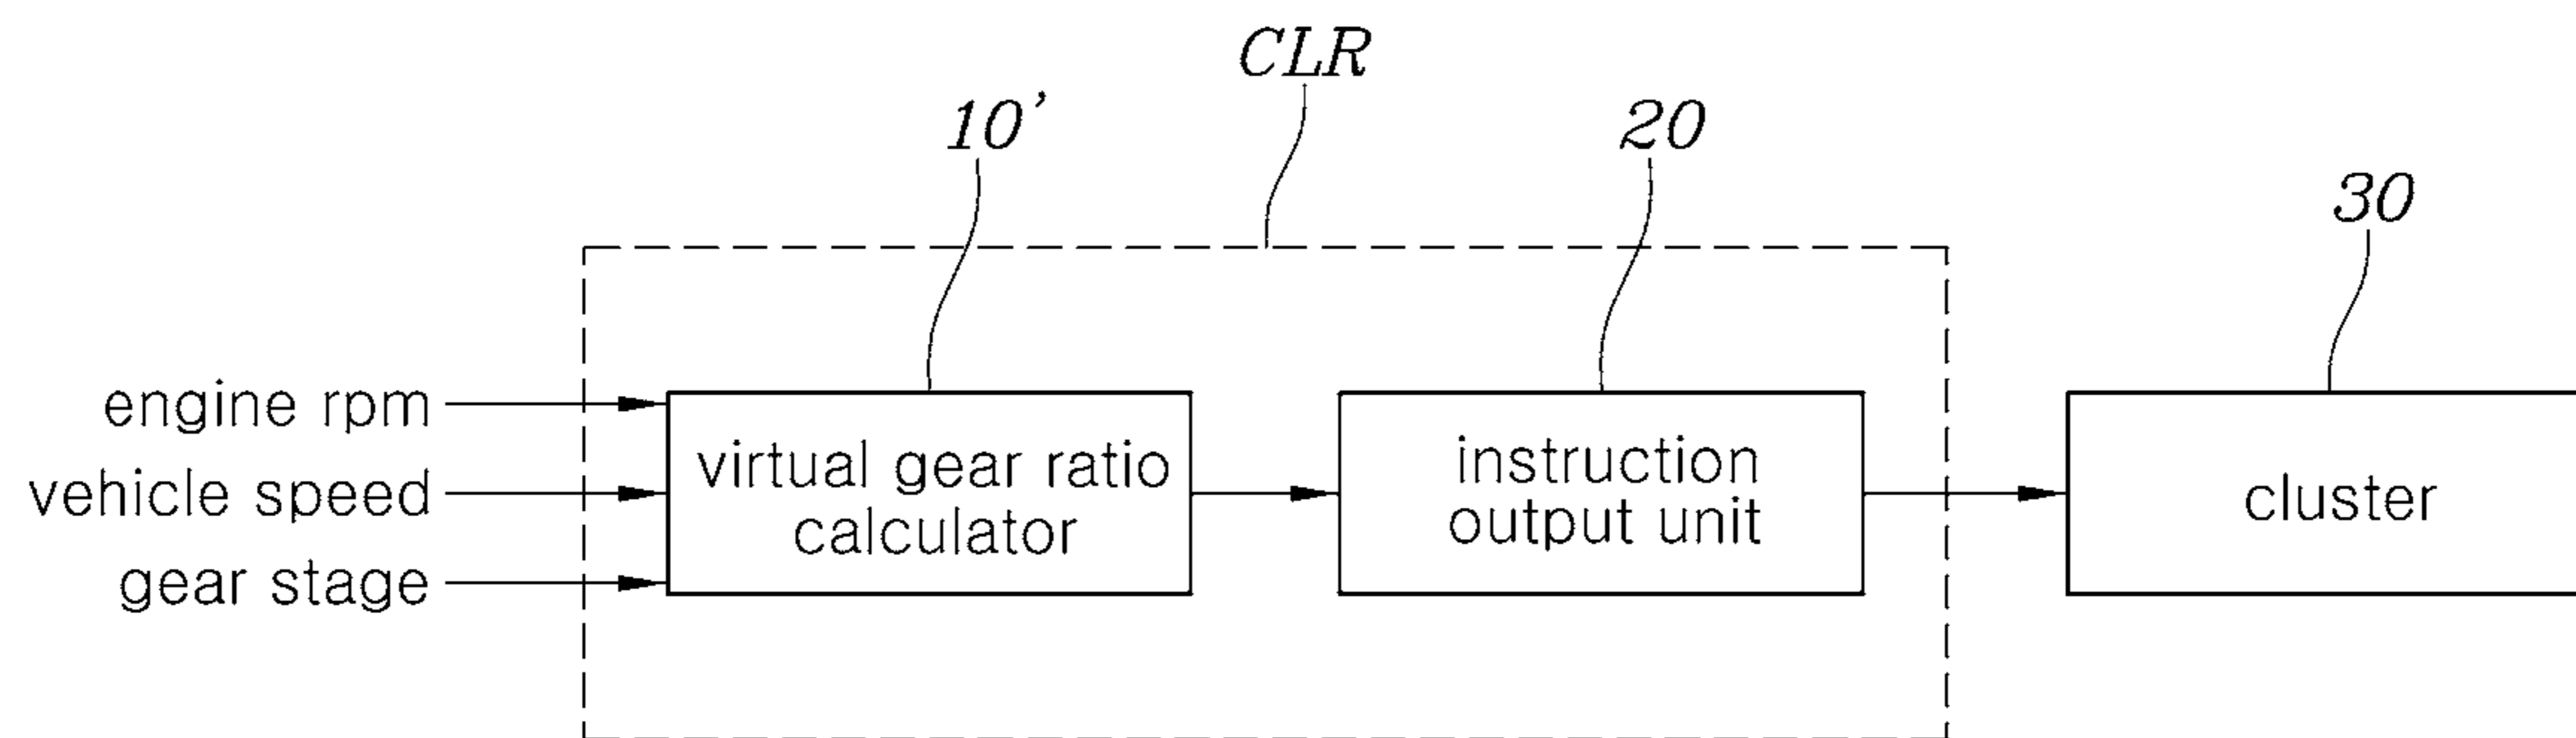 CLR
10'
20
30
engine rpm
vehicle speed
gear stage
virtual gear ratio
calculator
instruction
output unit
cluster